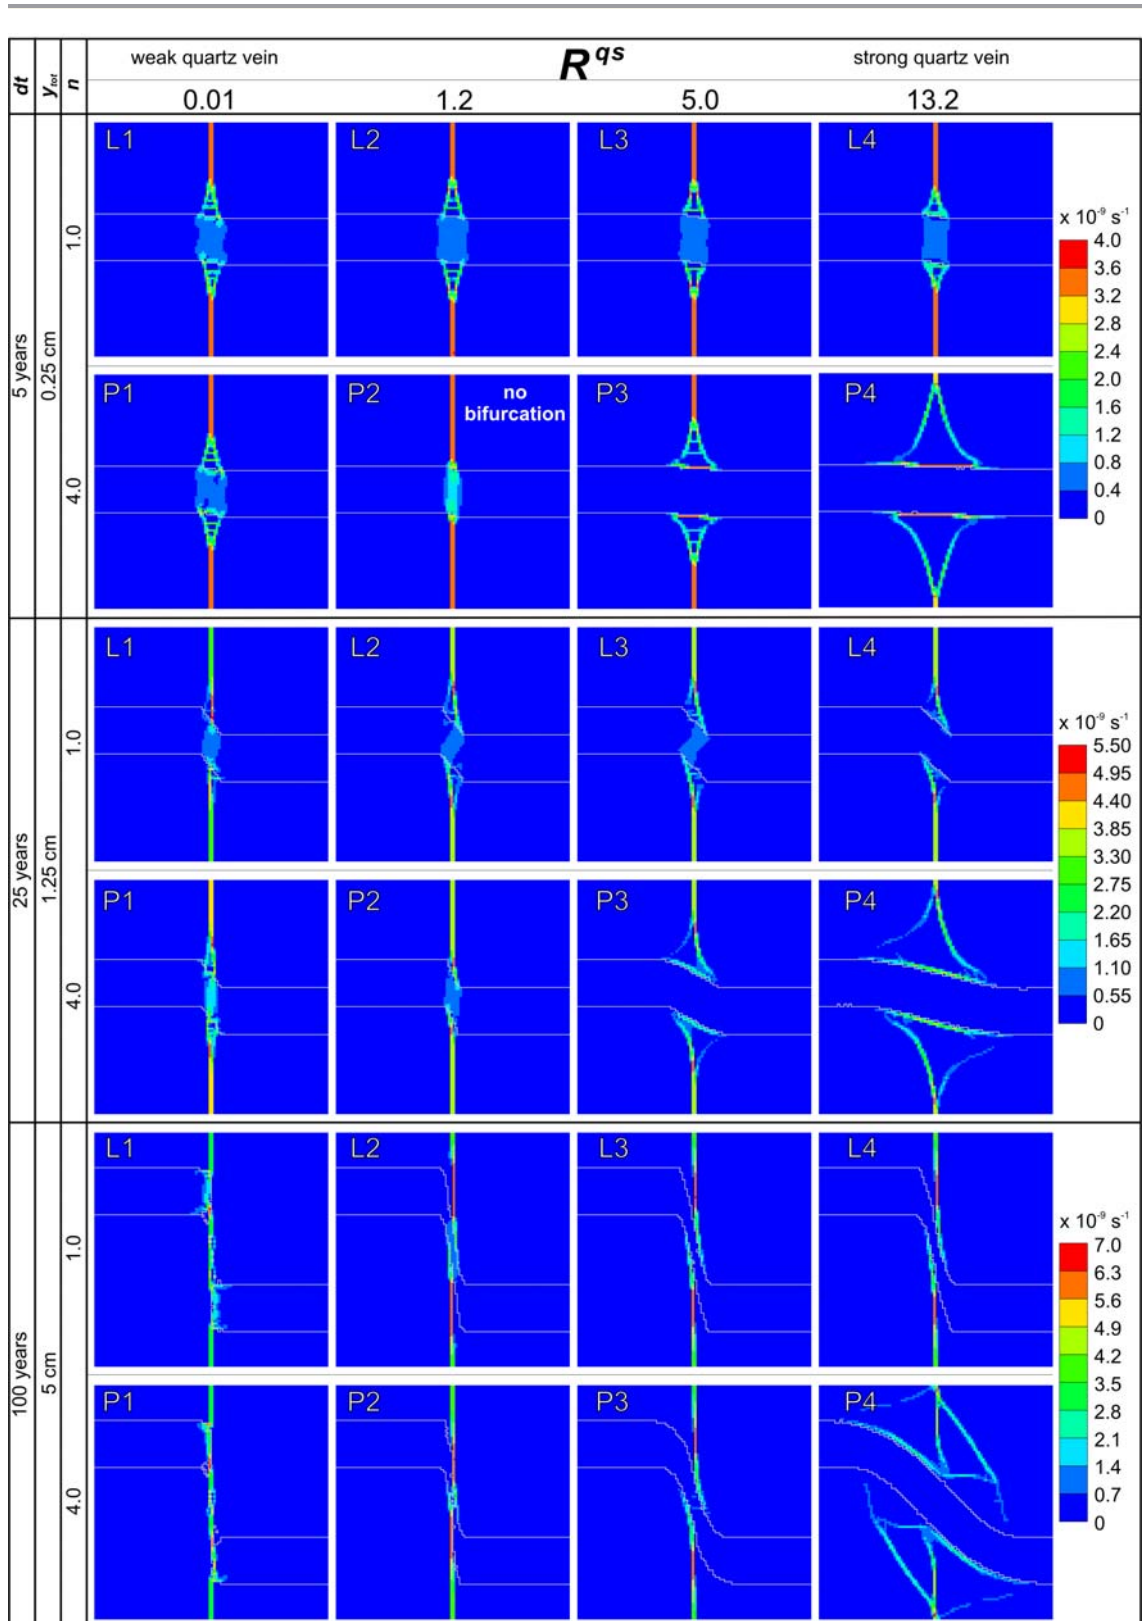 weak quartz vein R^qs strong quartz vein
dt y_tot n
0.01 1.2 5.0 13.2
5 years 0.25 cm
1.0
L1 L2 L3 L4
4.0
P1 P2 P3 P4
no
bifurcation
x 10⁻⁹ s⁻¹
4.0
3.6
3.2
2.8
2.4
2.0
1.6
1.2
0.8
0.4
0
25 years 1.25 cm
1.0
L1 L2 L3 L4
4.0
P1 P2 P3 P4
x 10⁻⁹ s⁻¹
5.50
4.95
4.40
3.85
3.30
2.75
2.20
1.65
1.10
0.55
0
100 years 5 cm
1.0
L1 L2 L3 L4
4.0
P1 P2 P3 P4
x 10⁻⁹ s⁻¹
7.0
6.3
5.6
4.9
4.2
3.5
2.8
2.1
1.4
0.7
0